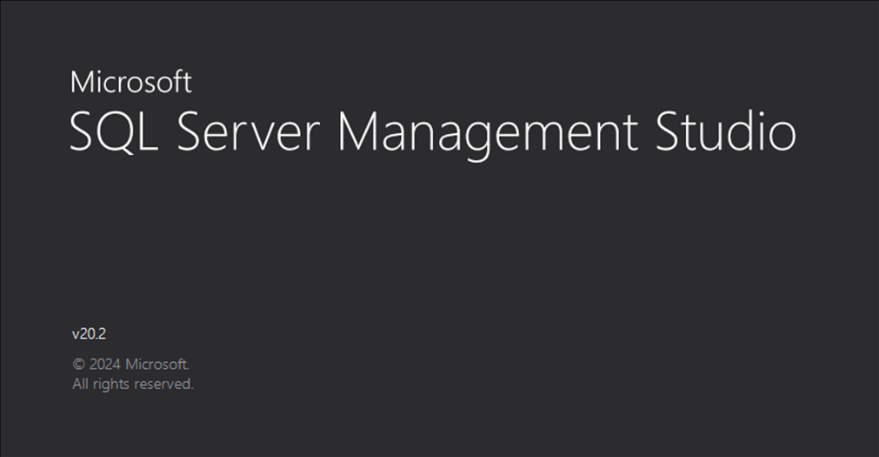 Microsoft
SQL Server Management Studio
v20.2
© 2024 Microsoft.
All rights reserved.